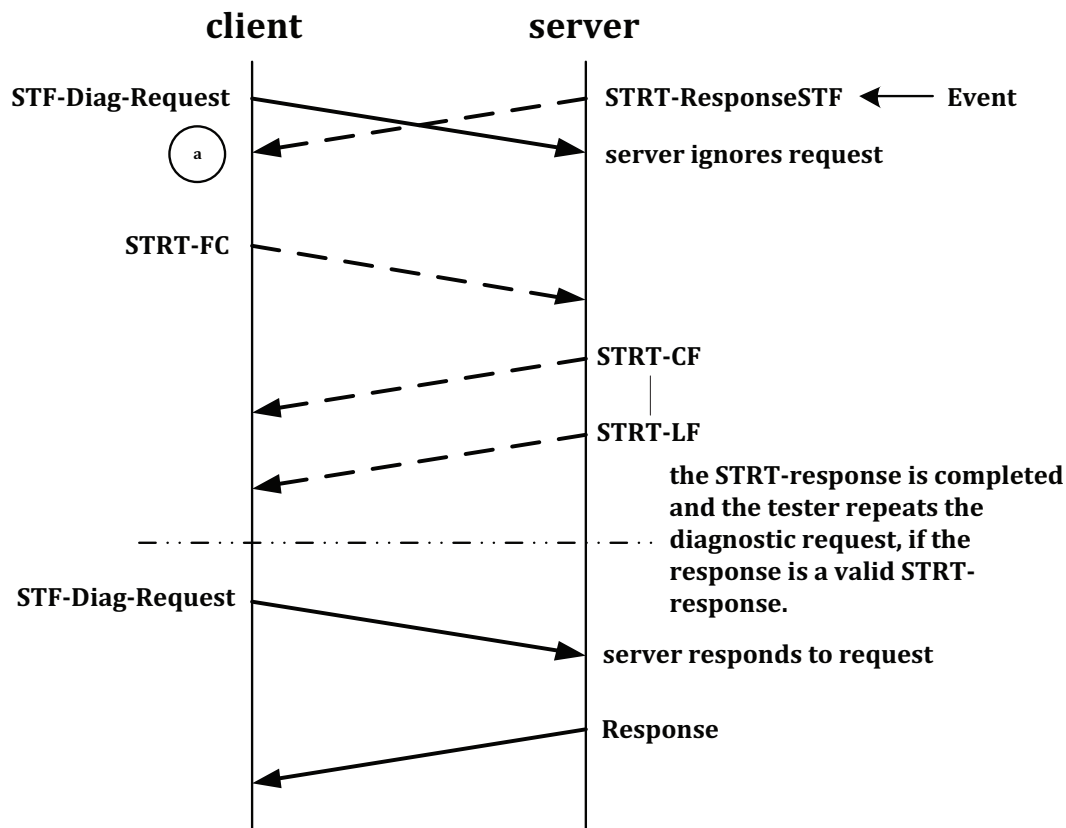 client
server
STF-Diag-Request
STRT-ResponseSTF
Event
a
server ignores request
STRT-FC
STRT-CF
STRT-LF
the STRT-response is completed
and the tester repeats the
diagnostic request, if the
response is a valid STRT-
response.
STF-Diag-Request
server responds to request
Response